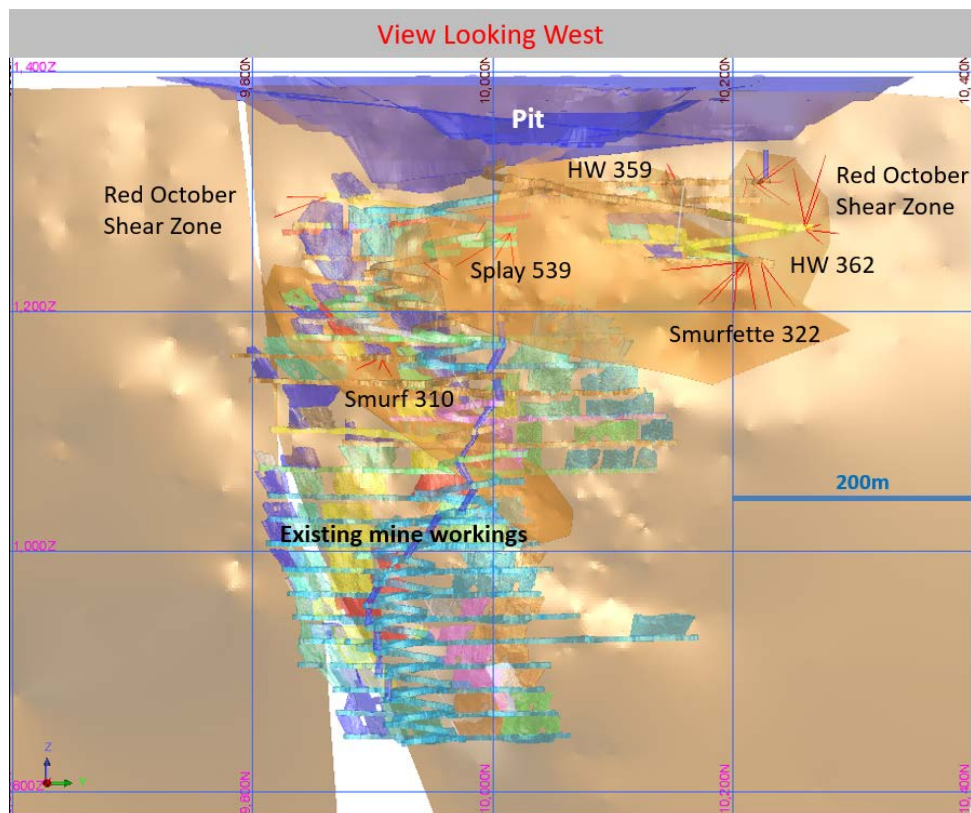 View Looking West
1,400Z
9,800N
10,000N
10,200N
10,400N
Pit
HW 359
Red October
Shear Zone
Red October
Shear Zone
Splay 539
HW 362
1,200Z
Smurfette 322
Smurf 310
200m
Existing mine workings
1,000Z
Z
Y
800Z
9,800N
10,000N
10,200N
10,400N